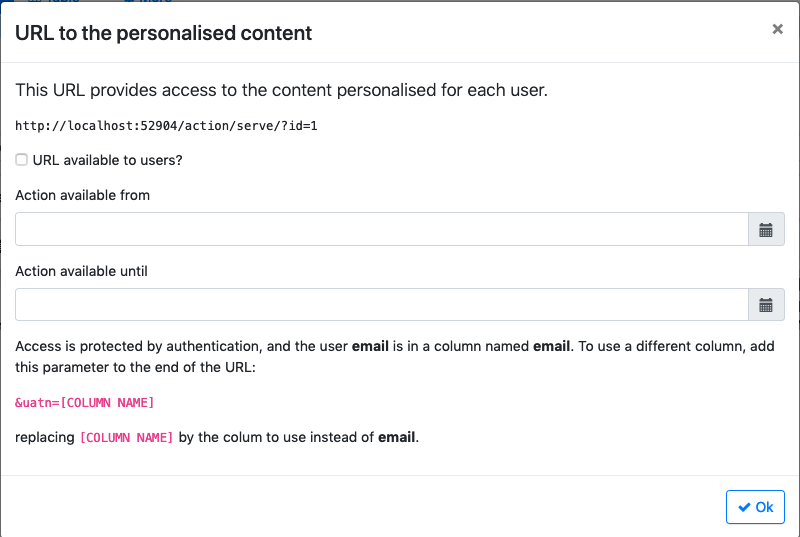 URL to the personalised content
×
This URL provides access to the content personalised for each user.
http://localhost:52904/action/serve/?id=1
URL available to users?
Action available from
Action available until
Access is protected by authentication, and the user email is in a column named email. To use a different column, add
this parameter to the end of the URL:
&uatn=[COLUMN NAME]
replacing [COLUMN NAME] by the colum to use instead of email.
Ok